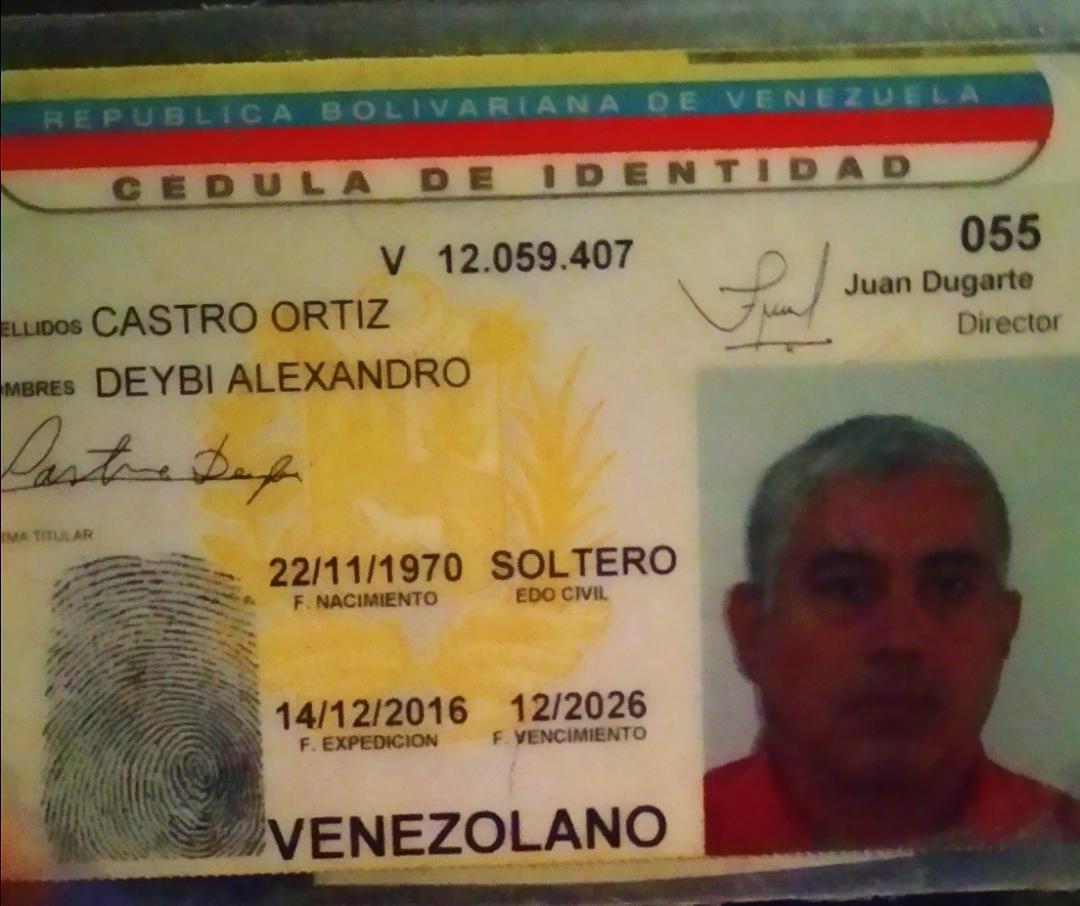 REPUBLICA BOLIVARIANA DE VENEZUELA
CEDULA DE IDENTIDAD
V 12.059.407
055
Juan Dugarte
Director
ELLIDOS CASTRO ORTIZ
MBRES DEYBI ALEXANDRO
Castro Deybi
RMA TITULAR
22/11/1970 SOLTERO
F. NACIMIENTO EDO CIVIL
14/12/2016 12/2026
F. EXPEDICION F. VENCIMIENTO
VENEZOLANO